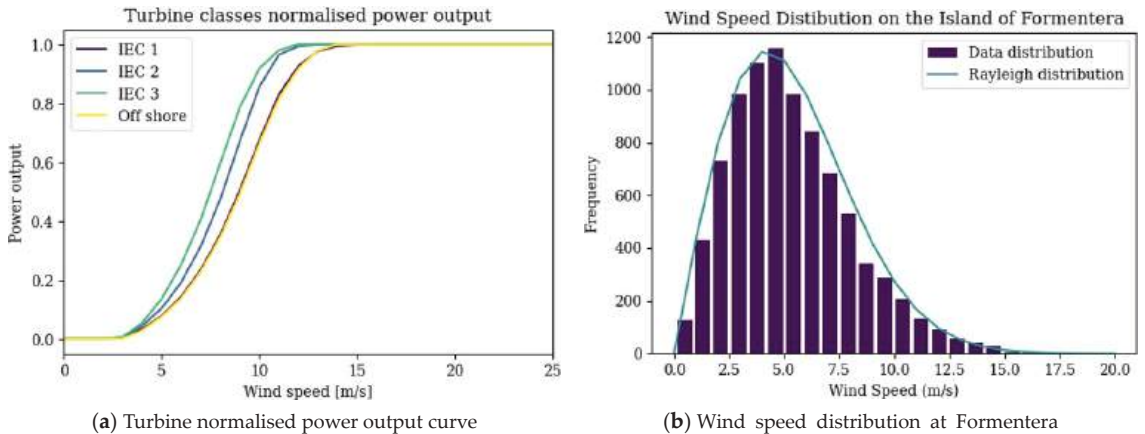 Turbine classes normalised power output
1.0
0.8
0.6
0.4
0.2
0.0
Power output
IEC 1
IEC 2
IEC 3
Off shore
0
5
10
15
20
25
Wind speed [m/s]
(a) Turbine normalised power output curve
Wind Speed Distibution on the Island of Formentera
1200
1000
800
600
400
200
0
Frequency
Data distribution
Rayleigh distribution
0.0
2.5
5.0
7.5
10.0
12.5
15.0
17.5
20.0
Wind Speed (m/s)
(b) Wind speed distribution at Formentera